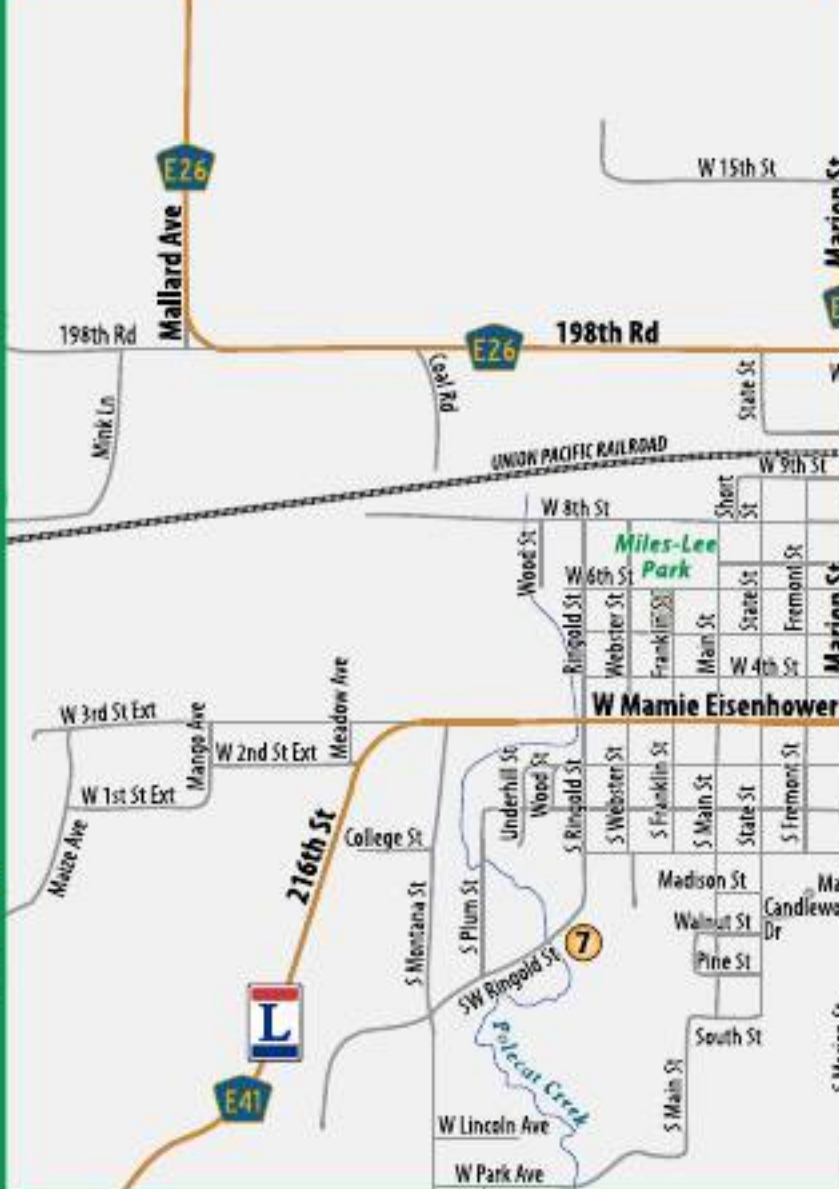 E26
W 15th St
Mallard Ave
198th Rd
E26
198th Rd
Coal Rd
State St
Mink Ln
UNION PACIFIC RAILROAD
W 9th St
Short
St
W 8th St
Wood St
Miles-Lee
Park
W 6th St
Ringold St
Webster St
Franklin St
Main St
State St
Fremont St
W 4th St
W Mamie Eisenhower
W 3rd St Ext
Mango Ave
Meadow Ave
W 2nd St Ext
W 1st St Ext
Maize Ave
216th St
College St
S Montana St
Underhill St
Wood St
S Ringold St
S Webster St
S Franklin St
S Main St
State St
S Fremont St
S Plum St
Madison St
Walnut St
Candlewo
Dr
Pine St
7
SW Ringold St
L
South St
Polecat Creek
S Main St
E41
W Lincoln Ave
W Park Ave